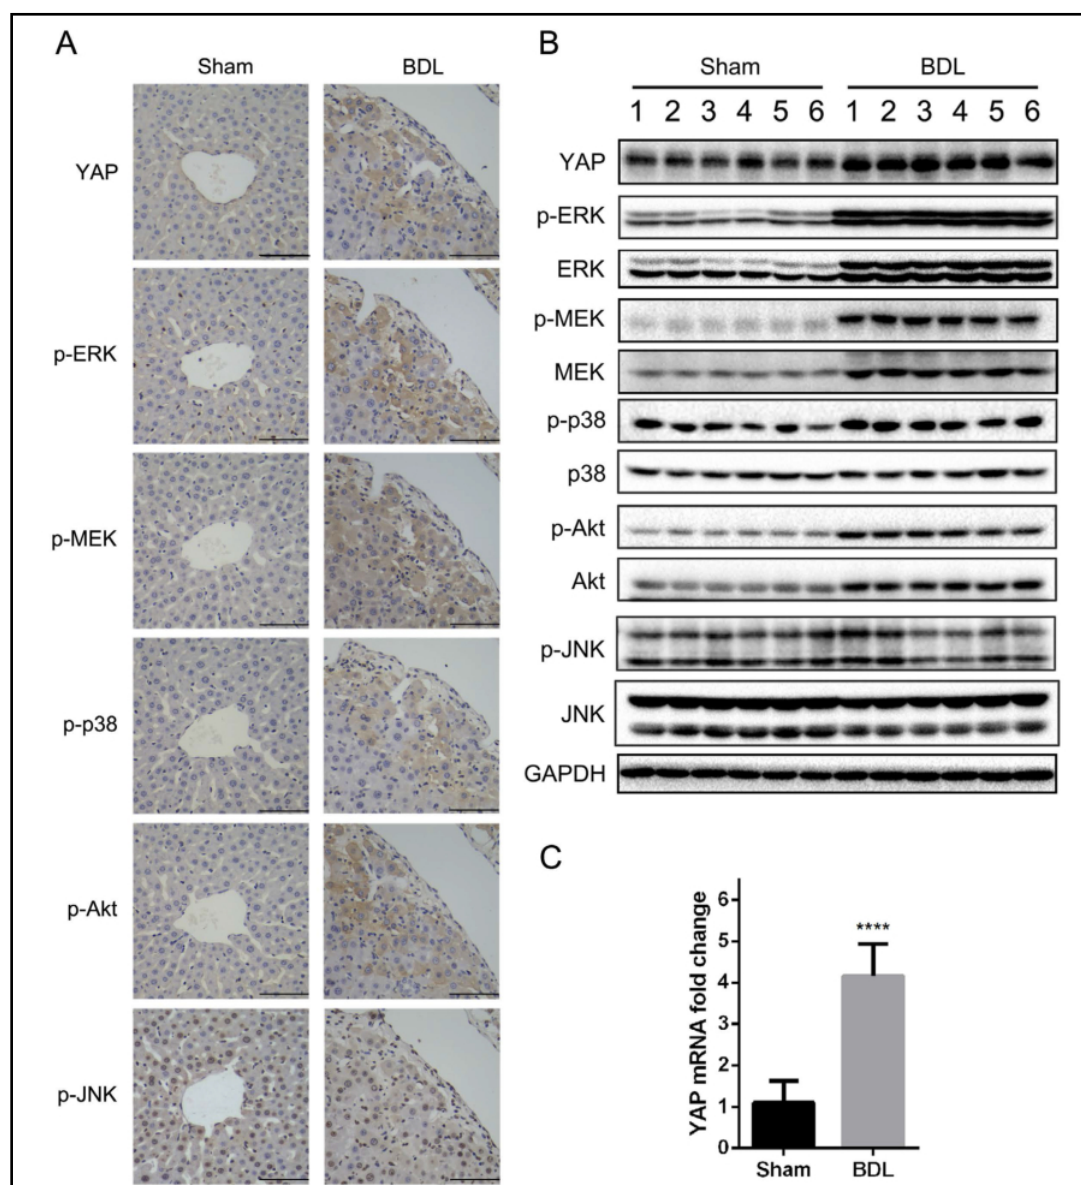 A
Sham BDL
YAP
p-ERK
p-MEK
p-p38
p-Akt
p-JNK
B
Sham BDL
1 2 3 4 5 6 1 2 3 4 5 6
YAP
p-ERK
ERK
p-MEK
MEK
p-p38
p38
p-Akt
Akt
p-JNK
JNK
GAPDH
C
YAP mRNA fold change
6
5
4
3
2
1
0
****
Sham BDL